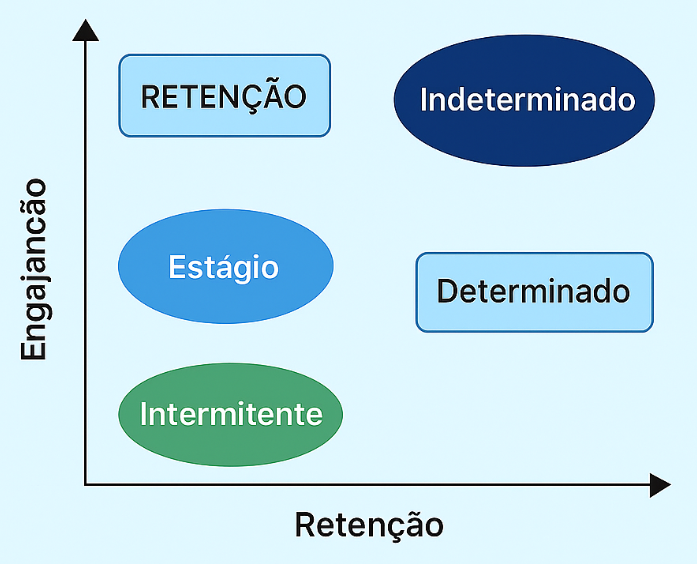 RETENÇÃO
Indeterminado
Engajancão
Estágio
Determinado
Intermitente
Retenção